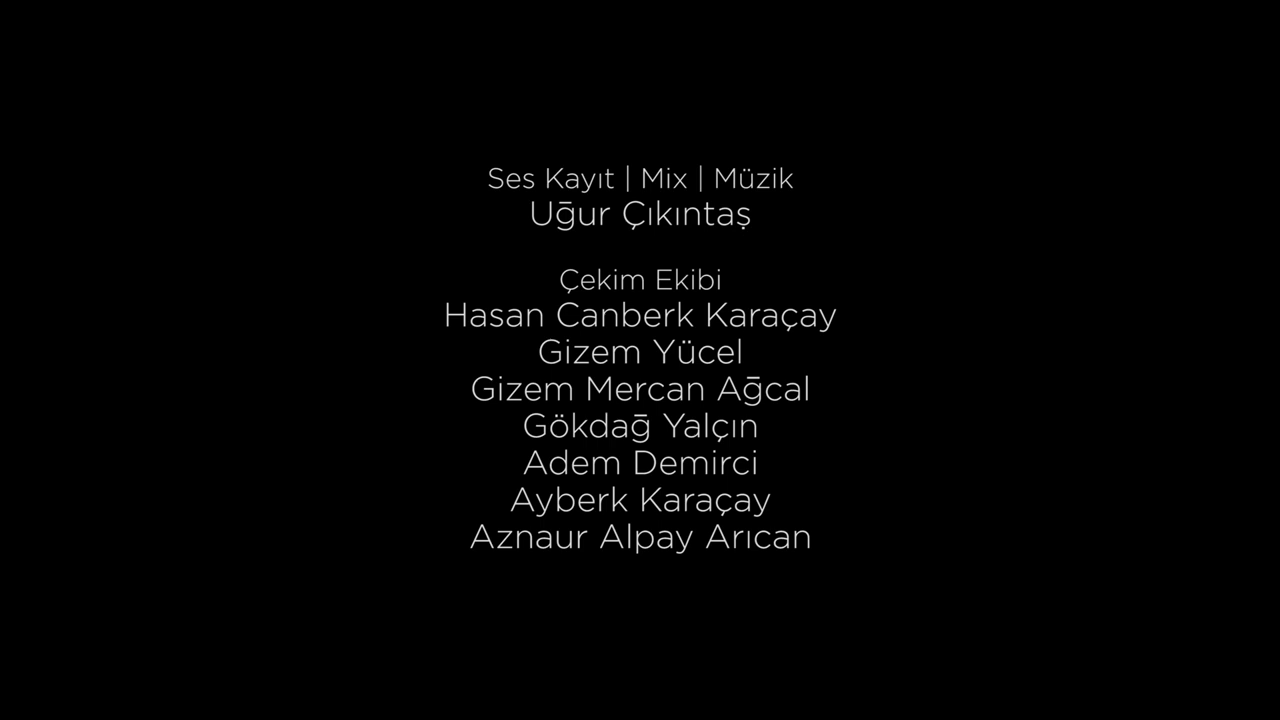 Ses Kayıt | Mix | Müzik
Uğur Çıkıntaş
Çekim Ekibi
Hasan Canberk Karaçay
Gizem Yücel
Gizem Mercan Ağcal
Gökdağ Yalçın
Adem Demirci
Ayberk Karaçay
Aznaur Alpay Arıcan